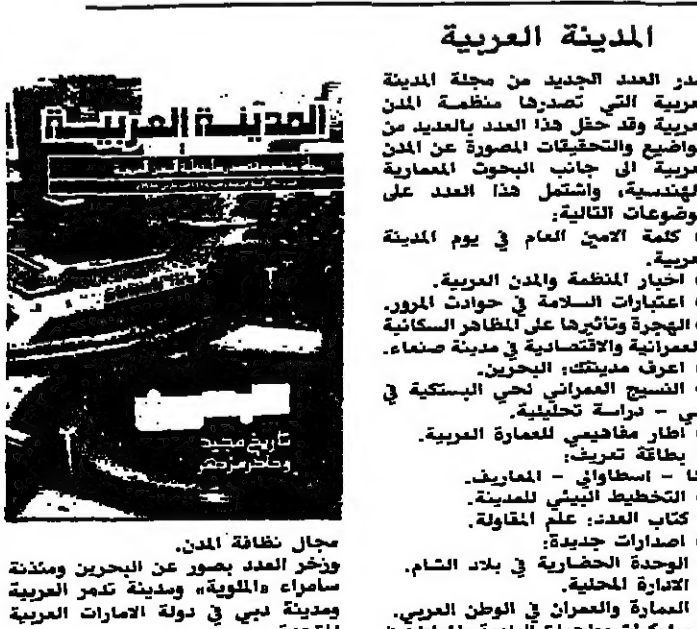 المدينة العربية
صدر العدد الجديد من مجلة المدينة
العربية التي تصدرها منظمة المدن
العربية وقد حفل هذا العدد بالعديد من
المواضيع والتحقيقات المصورة عن المدن
العربية الى جانب البحوث المعمارية
والهندسية، واشتمل هذا العدد على
الموضوعات التالية:
كلمة الامين العام في يوم المدينة
العربية.
اخبار المنظمة والمدن العربية.
اعتبارات السلامة في حوادث المرور.
الهجرة وتأثيرها على المظاهر السكانية
والعمرانية والاقتصادية في مدينة صنعاء.
اعرف مدينتك: البحرين.
النسيج العمراني لحي البستكية في
دبي – دراسة تحليلية.
اطار مفاهيمي للعمارة العربية.
بطاقة تعريف:
– اسطاوالي – المعاريف.
التخطيط البيئي للمدينة.
كتاب العدد: علم المقاولة.
اصدارات جديدة:
الوحدة الحضارية في بلاد الشام.
الادارة المحلية.
العمارة والعمران في الوطن العربي.
المدينة العربية
تاريخ مجيد
وحاضر مزدهر
مجال نظافة المدن.
وزخر العدد بصور عن البحرين ومئذنة
سامراء «الملوية» ومدينة تدمر العربية
ومدينة دبي في دولة الامارات العربية